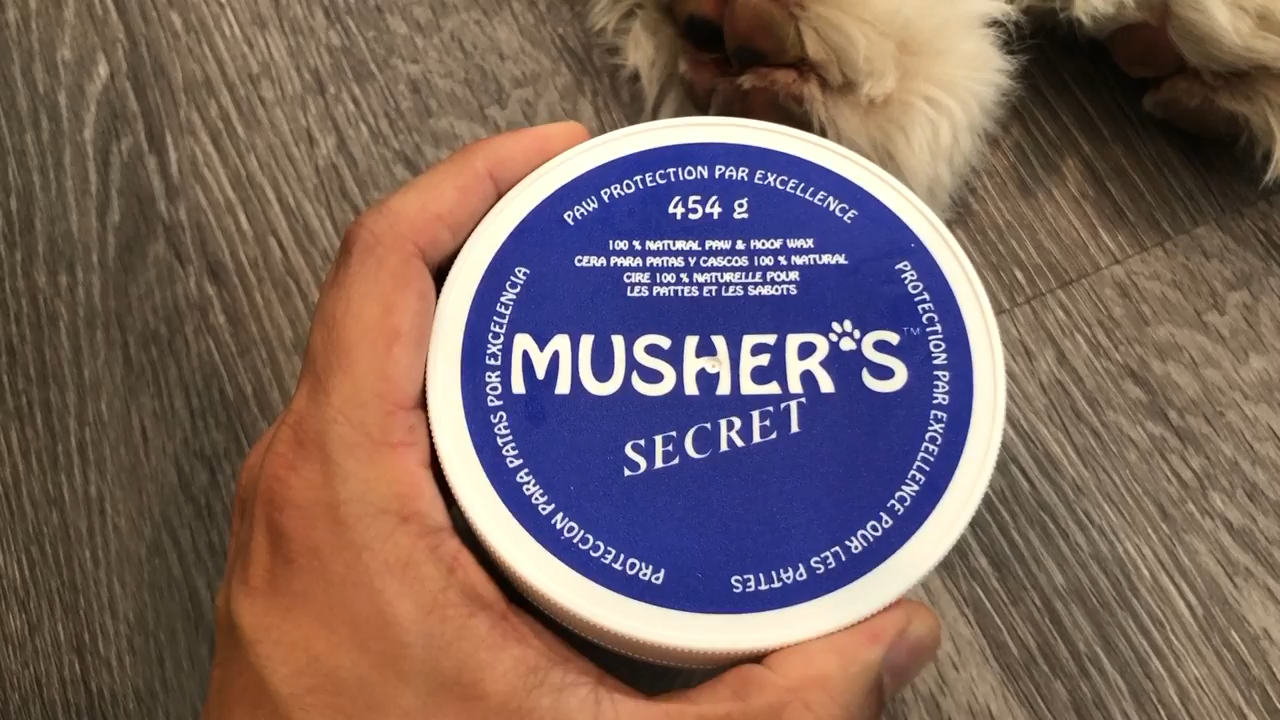 PAW PROTECTION PAR EXCELLENCE
454 g
100 % NATURAL PAW & HOOF WAX
CERA PARA PATAS Y CASCOS 100 % NATURAL
CIRE 100 % NATURELLE POUR
LES PATTES ET LES SABOTS
MUSHER'S™
SECRET
PROTECCIÓN PARA PATAS POR EXCELENCIA
PROTECTION PAR EXCELLENCE POUR LES PATTES